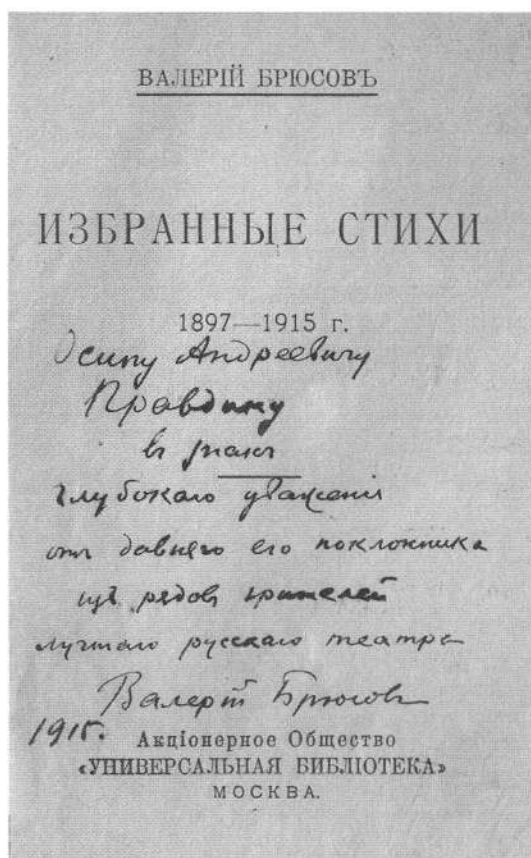 ВАЛЕРІЙ БРЮСОВЪ
ИЗБРАННЫЕ СТИХИ
1897—1915 г.
Осипу Андреевичу
Правдину
въ знакъ
глубокаго уваженія
отъ давняго его поклонника
изъ рядовъ зрителей
лучшаго русскаго театра
Валерій Брюсовъ
1915.
Акціонерное Общество
«УНИВЕРСАЛЬНАЯ БИБЛІОТЕКА»
МОСКВА.